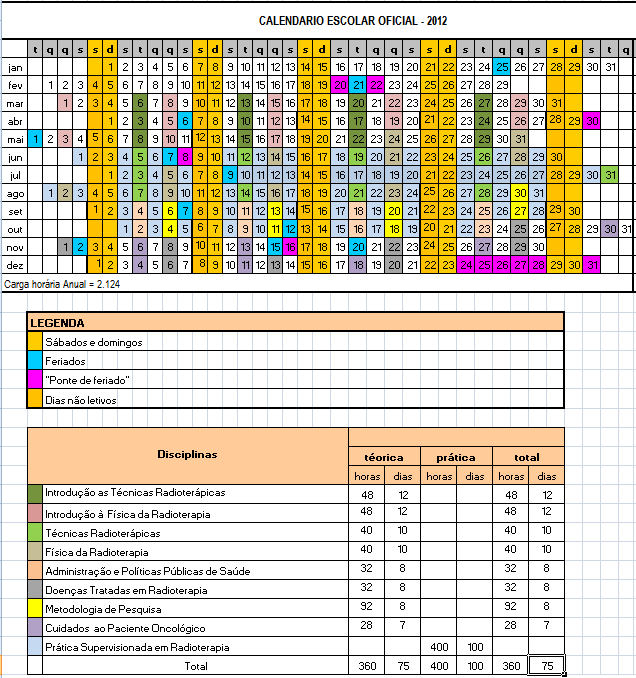 CALENDARIO ESCOLAR OFICIAL - 2012
t q q s s d s t q q s s d s t q q s s d s t q q s s d s t q q s s d s t q
jan 1 2 3 4 5 6 7 8 9 10 11 12 13 14 15 16 17 18 19 20 21 22 23 24 25 26 27 28 29 30 31
fev 1 2 3 4 5 6 7 8 9 10 11 12 13 14 15 16 17 18 19 20 21 22 23 24 25 26 27 28 29
mar 1 2 3 4 5 6 7 8 9 10 11 12 13 14 15 16 17 18 19 20 21 22 23 24 25 26 27 28 29 30 31
abr 1 2 3 4 5 6 7 8 9 10 11 12 13 14 15 16 17 18 19 20 21 22 23 24 25 26 27 28 29 30
mai 1 2 3 4 5 6 7 8 9 10 11 12 13 14 15 16 17 18 19 20 21 22 23 24 25 26 27 28 29 30 31
jun 1 2 3 4 5 6 7 8 9 10 11 12 13 14 15 16 17 18 19 20 21 22 23 24 25 26 27 28 29 30
jul 1 2 3 4 5 6 7 8 9 10 11 12 13 14 15 16 17 18 19 20 21 22 23 24 25 26 27 28 29 30 31
ago 1 2 3 4 5 6 7 8 9 10 11 12 13 14 15 16 17 18 19 20 21 22 23 24 25 26 27 28 29 30 31
set 1 2 3 4 5 6 7 8 9 10 11 12 13 14 15 16 17 18 19 20 21 22 23 24 25 26 27 28 29 30
out 1 2 3 4 5 6 7 8 9 10 11 12 13 14 15 16 17 18 19 20 21 22 23 24 25 26 27 28 29 30 31
nov 1 2 3 4 5 6 7 8 9 10 11 12 13 14 15 16 17 18 19 20 21 22 23 24 25 26 27 28 29 30
dez 1 2 3 4 5 6 7 8 9 10 11 12 13 14 15 16 17 18 19 20 21 22 23 24 25 26 27 28 29 30 31
Carga horária Anual = 2.124
LEGENDA
Sábados e domingos
Feriados
"Ponte de feriado"
Dias não letivos
Disciplinas
téorica prática total
horas dias horas dias horas dias
Introdução as Técnicas Radioterápicas 48 12 48 12
Introdução à Física da Radioterapia 48 12 48 12
Técnicas Radioterápicas 40 10 40 10
Física da Radioterapia 40 10 40 10
Administração e Políticas Públicas de Saúde 32 8 32 8
Doenças Tratadas em Radioterapia 32 8 32 8
Metodologia de Pesquisa 92 8 92 8
Cuidados ao Paciente Oncológico 28 7 28 7
Prática Supervisionada em Radioterapia 400 100
Total 360 75 400 100 360 75